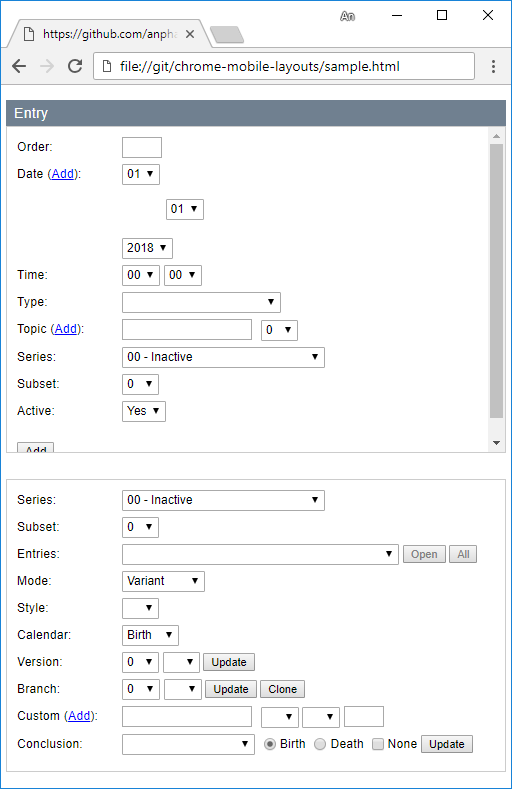 An
https://github.com/anpha
file://git/chrome-mobile-layouts/sample.html
Entry
Order:
Date (Add): 01
01
2018
Time: 00 00
Type:
Topic (Add): 0
Series: 00 - Inactive
Subset: 0
Active: Yes
Add
Series: 00 - Inactive
Subset: 0
Entries: Open All
Mode: Variant
Style:
Calendar: Birth
Version: 0 Update
Branch: 0 Update Clone
Custom (Add):
Conclusion: Birth Death None Update